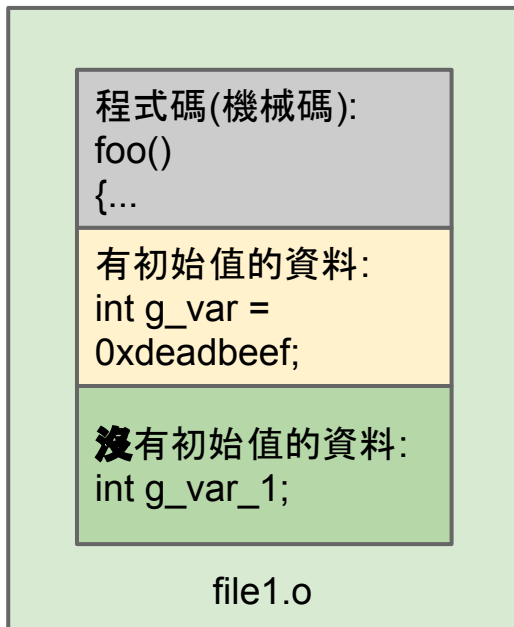 程式碼(機械碼):
foo()
{...
有初始值的資料:
int g_var =
0xdeadbeef;
沒有初始值的資料:
int g_var_1;
file1.o